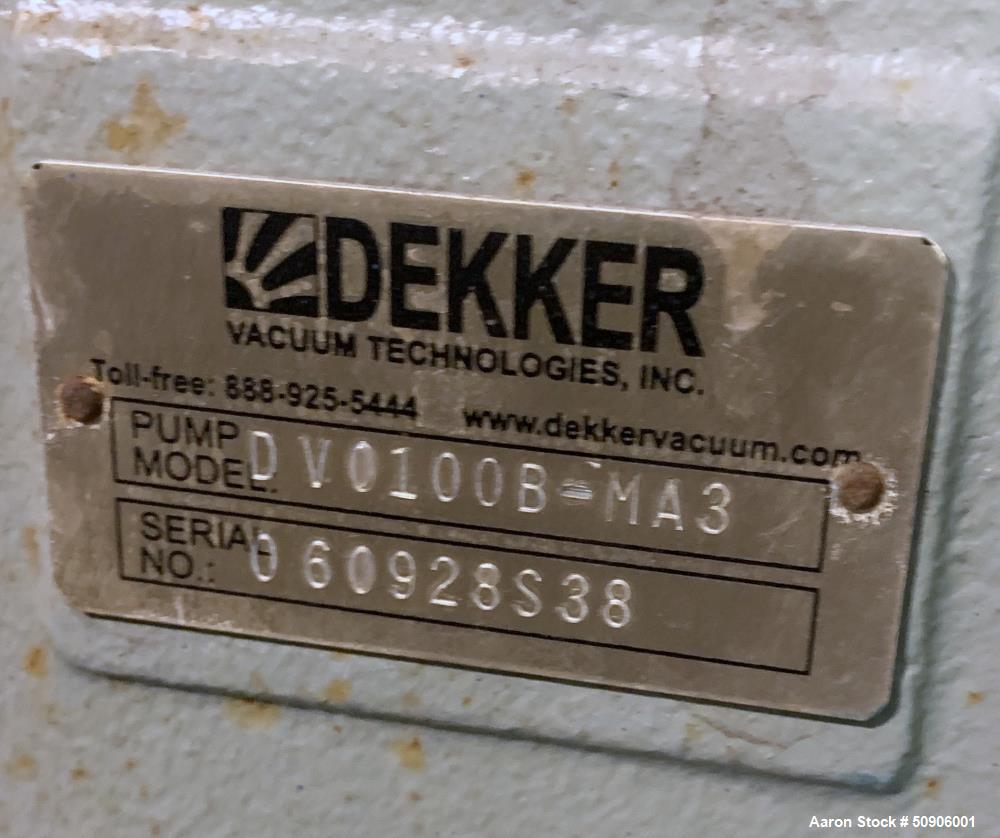 DEKKER
VACUUM TECHNOLOGIES, INC.
Toll-free: 888-925-5444 www.dekkervacuum.com
PUMP MODEL: DV0100B-MA3
SERIAL NO.: 060928S38
Aaron Stock # 50906001